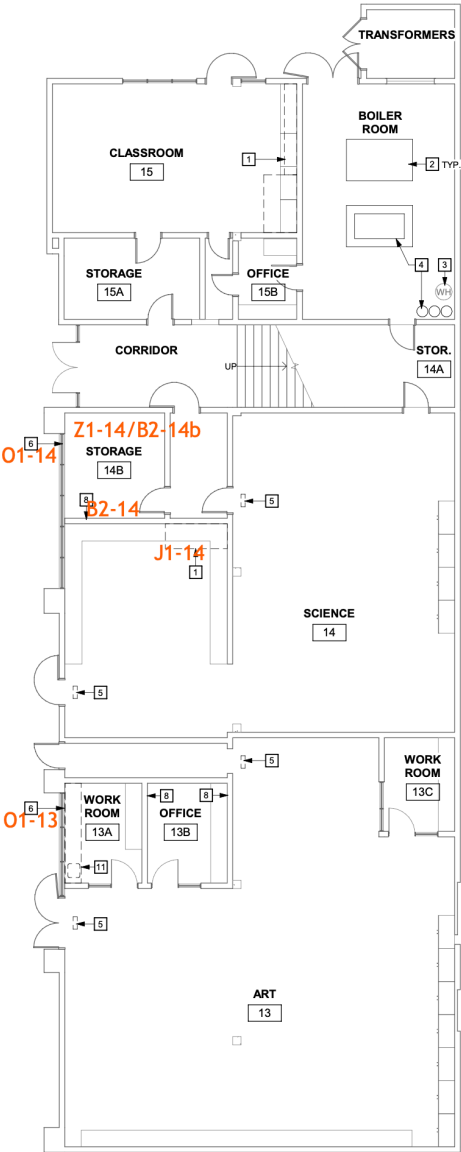 TRANSFORMERS
BOILER
ROOM
CLASSROOM
15
1
2 TYP.
STORAGE
15A
OFFICE
15B
4
3
WH
CORRIDOR
UP
STOR.
14A
Z1-14/B2-14b
6
O1-14
STORAGE
14B
8
B2-14
5
J1-14
1
SCIENCE
14
5
5
WORK
ROOM
13C
6
O1-13
WORK
ROOM
13A
8
8
OFFICE
13B
11
5
ART
13